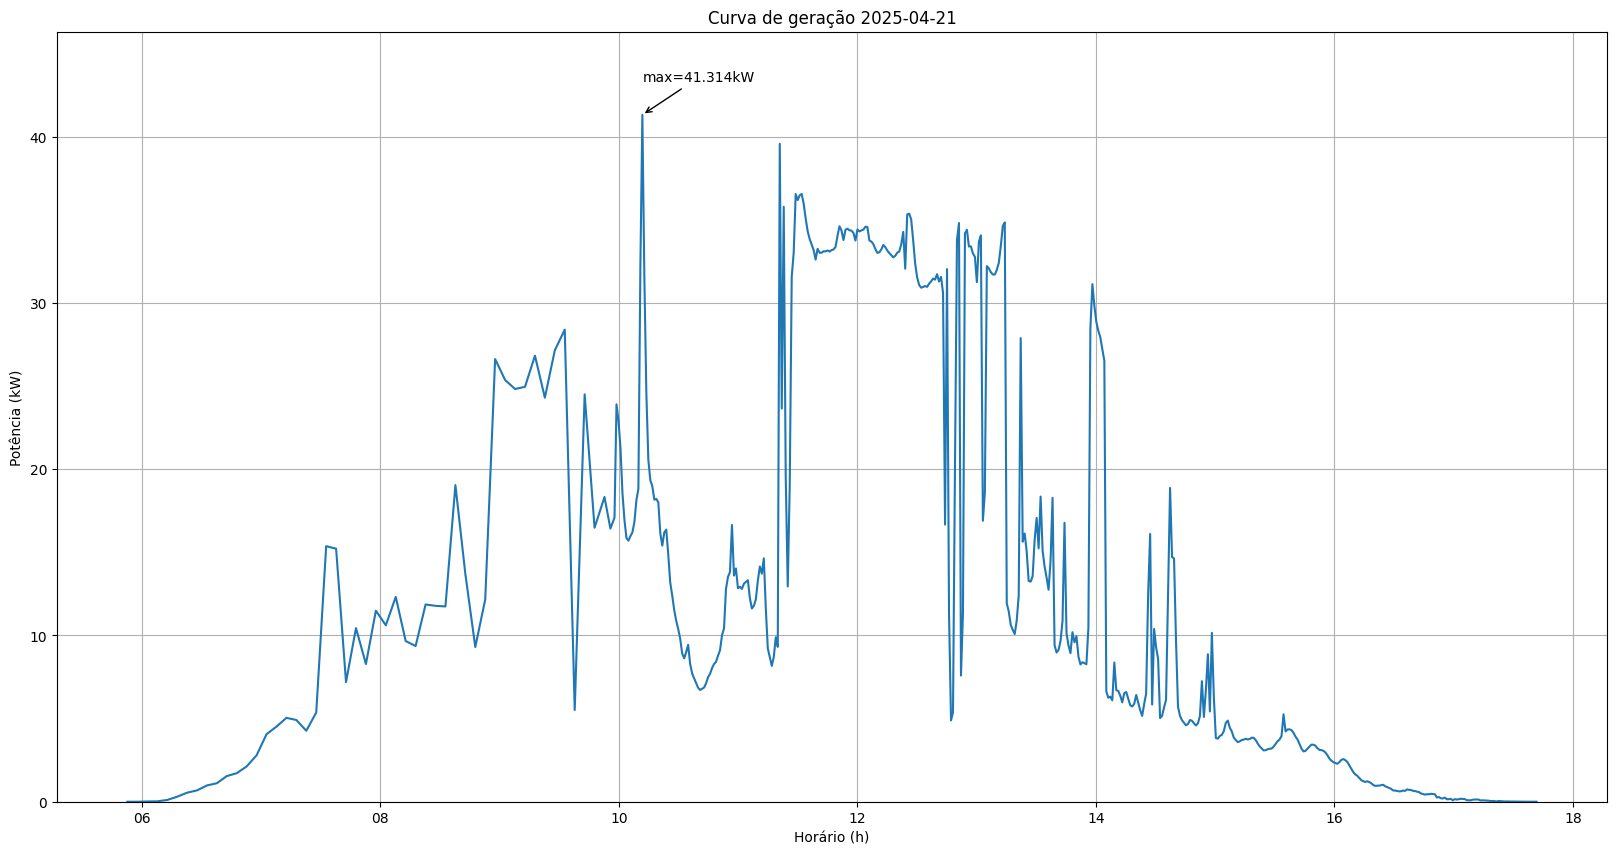 Curva de geração 2025-04-21
max=41.314kW
Potência (kW)
40
30
20
10
0
06 08 10 12 14 16 18
Horário (h)